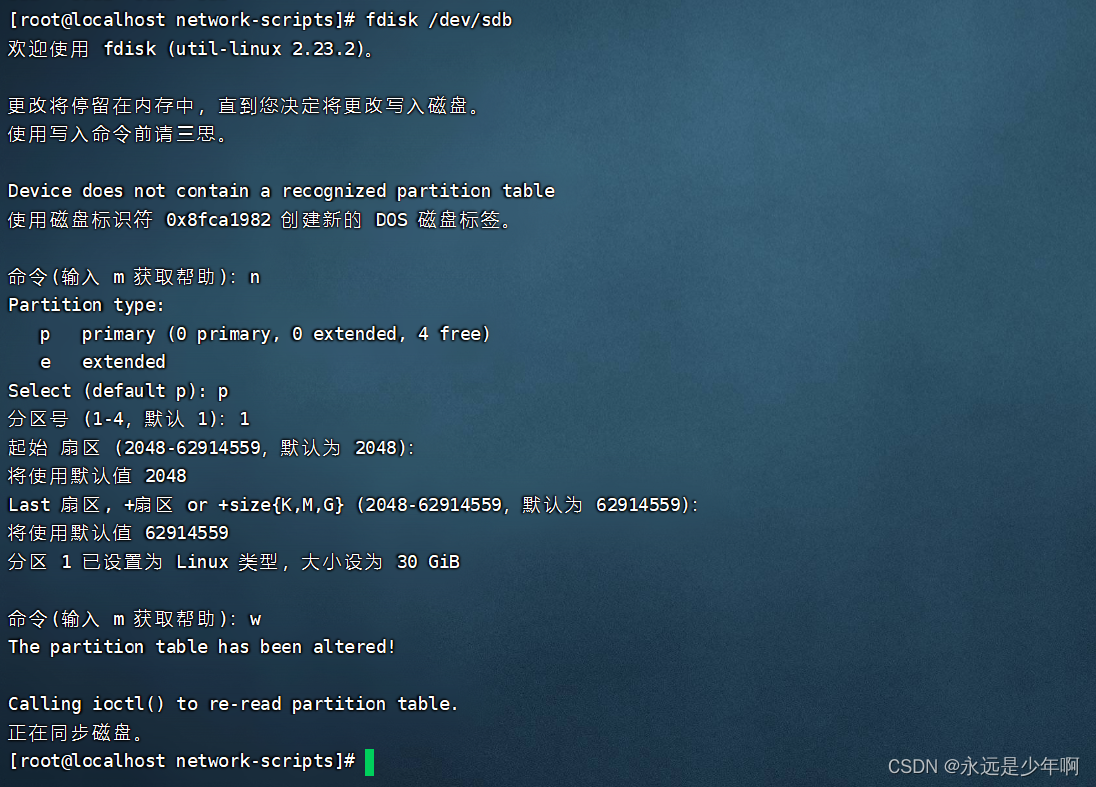 [root@localhost network-scripts]# fdisk /dev/sdb
欢迎使用 fdisk (util-linux 2.23.2)。
更改将停留在内存中，直到您决定将更改写入磁盘。
使用写入命令前请三思。
Device does not contain a recognized partition table
使用磁盘标识符 0x8fca1982 创建新的 DOS 磁盘标签。
命令(输入 m 获取帮助)：n
Partition type:
   p   primary (0 primary, 0 extended, 4 free)
   e   extended
Select (default p): p
分区号 (1-4，默认 1)：1
起始 扇区 (2048-62914559，默认为 2048)：
将使用默认值 2048
Last 扇区, +扇区 or +size{K,M,G} (2048-62914559，默认为 62914559)：
将使用默认值 62914559
分区 1 已设置为 Linux 类型，大小设为 30 GiB
命令(输入 m 获取帮助)：w
The partition table has been altered!
Calling ioctl() to re-read partition table.
正在同步磁盘。
[root@localhost network-scripts]#
CSDN @永远是少年啊